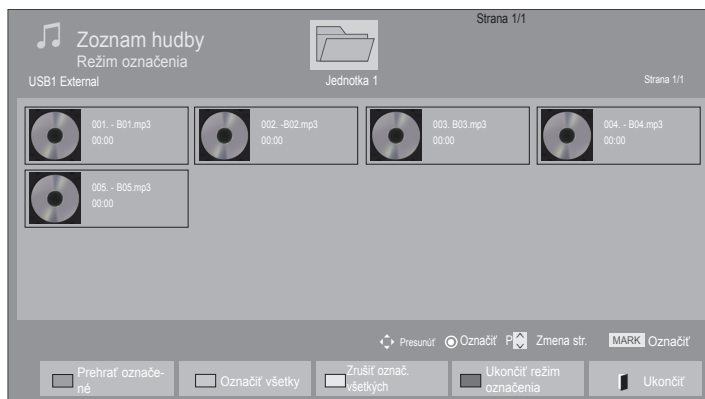 Strana 1/1
Zoznam hudby
Režim označenia
USB1 External
Jednotka 1
Strana 1/1
001. - B01.mp3
00:00
002. -B02.mp3
00:00
003. B03.mp3
00:00
004. - B04.mp3
00:00
005. - B05.mp3
00:00
Presunúť
Označiť
P
Zmena str.
MARK
Označiť
Prehrať označe-
né
Označiť všetky
Zrušiť označ.
všetkých
Ukončiť režim
označenia
Ukončiť